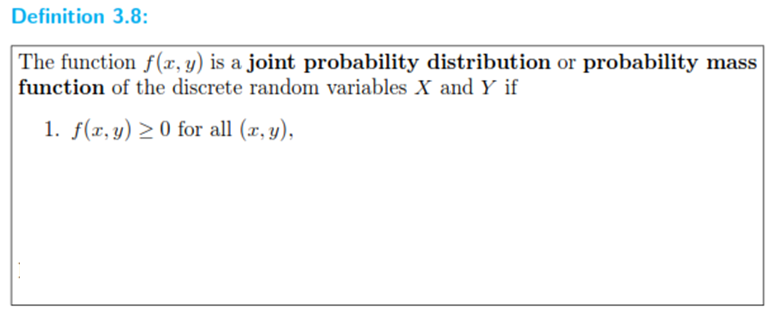 Definition 3.8:
The function f(x, y) is a joint probability distribution or probability mass
function of the discrete random variables X and Y if
1. f(x, y) ≥ 0 for all (x, y),